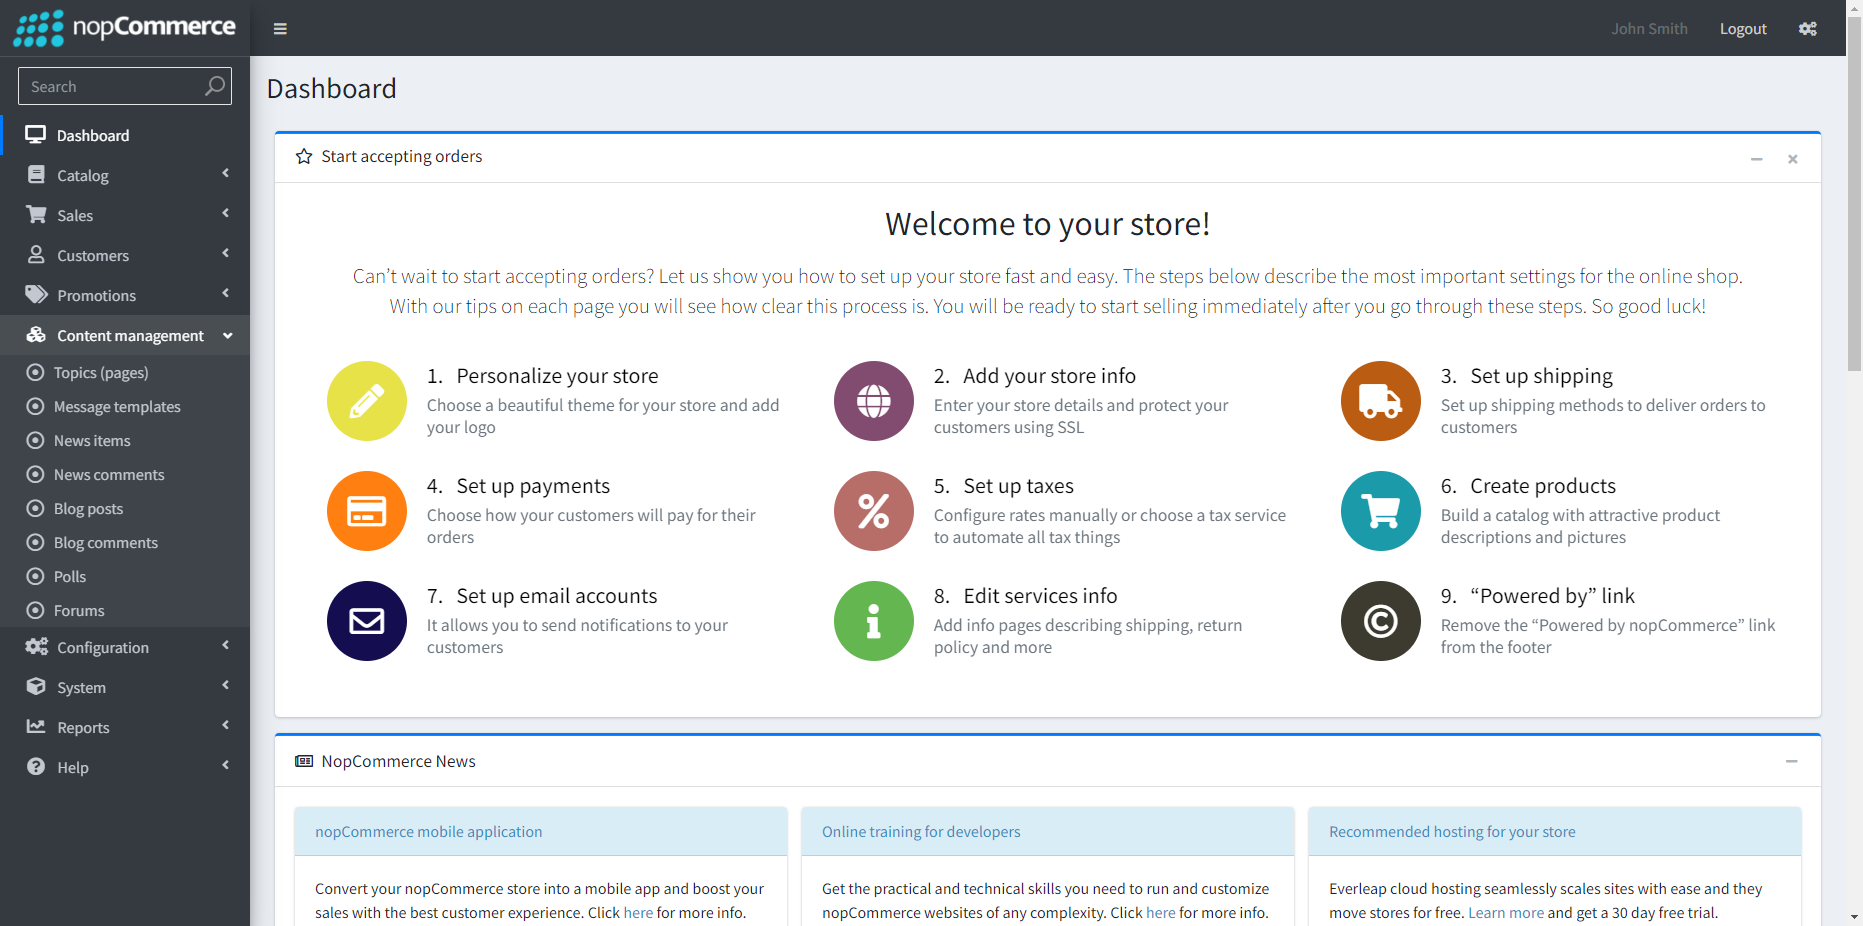 nopCommerce
John Smith
Logout
Search
Dashboard
Catalog
Sales
Customers
Promotions
Content management
Topics (pages)
Message templates
News items
News comments
Blog posts
Blog comments
Polls
Forums
Configuration
System
Reports
Help
Dashboard
Start accepting orders
Welcome to your store!
Can’t wait to start accepting orders? Let us show you how to set up your store fast and easy. The steps below describe the most important settings for the online shop.
With our tips on each page you will see how clear this process is. You will be ready to start selling immediately after you go through these steps. So good luck!
1. Personalize your store
Choose a beautiful theme for your store and add
your logo
2. Add your store info
Enter your store details and protect your
customers using SSL
3. Set up shipping
Set up shipping methods to deliver orders to
customers
4. Set up payments
Choose how your customers will pay for their
orders
5. Set up taxes
Configure rates manually or choose a tax service
to automate all tax things
6. Create products
Build a catalog with attractive product
descriptions and pictures
7. Set up email accounts
It allows you to send notifications to your
customers
8. Edit services info
Add info pages describing shipping, return
policy and more
9. “Powered by” link
Remove the “Powered by nopCommerce” link
from the footer
NopCommerce News
nopCommerce mobile application
Convert your nopCommerce store into a mobile app and boost your
sales with the best customer experience. Click here for more info.
Online training for developers
Get the practical and technical skills you need to run and customize
nopCommerce websites of any complexity. Click here for more info.
Recommended hosting for your store
Everleap cloud hosting seamlessly scales sites with ease and they
move stores for free. Learn more and get a 30 day free trial.